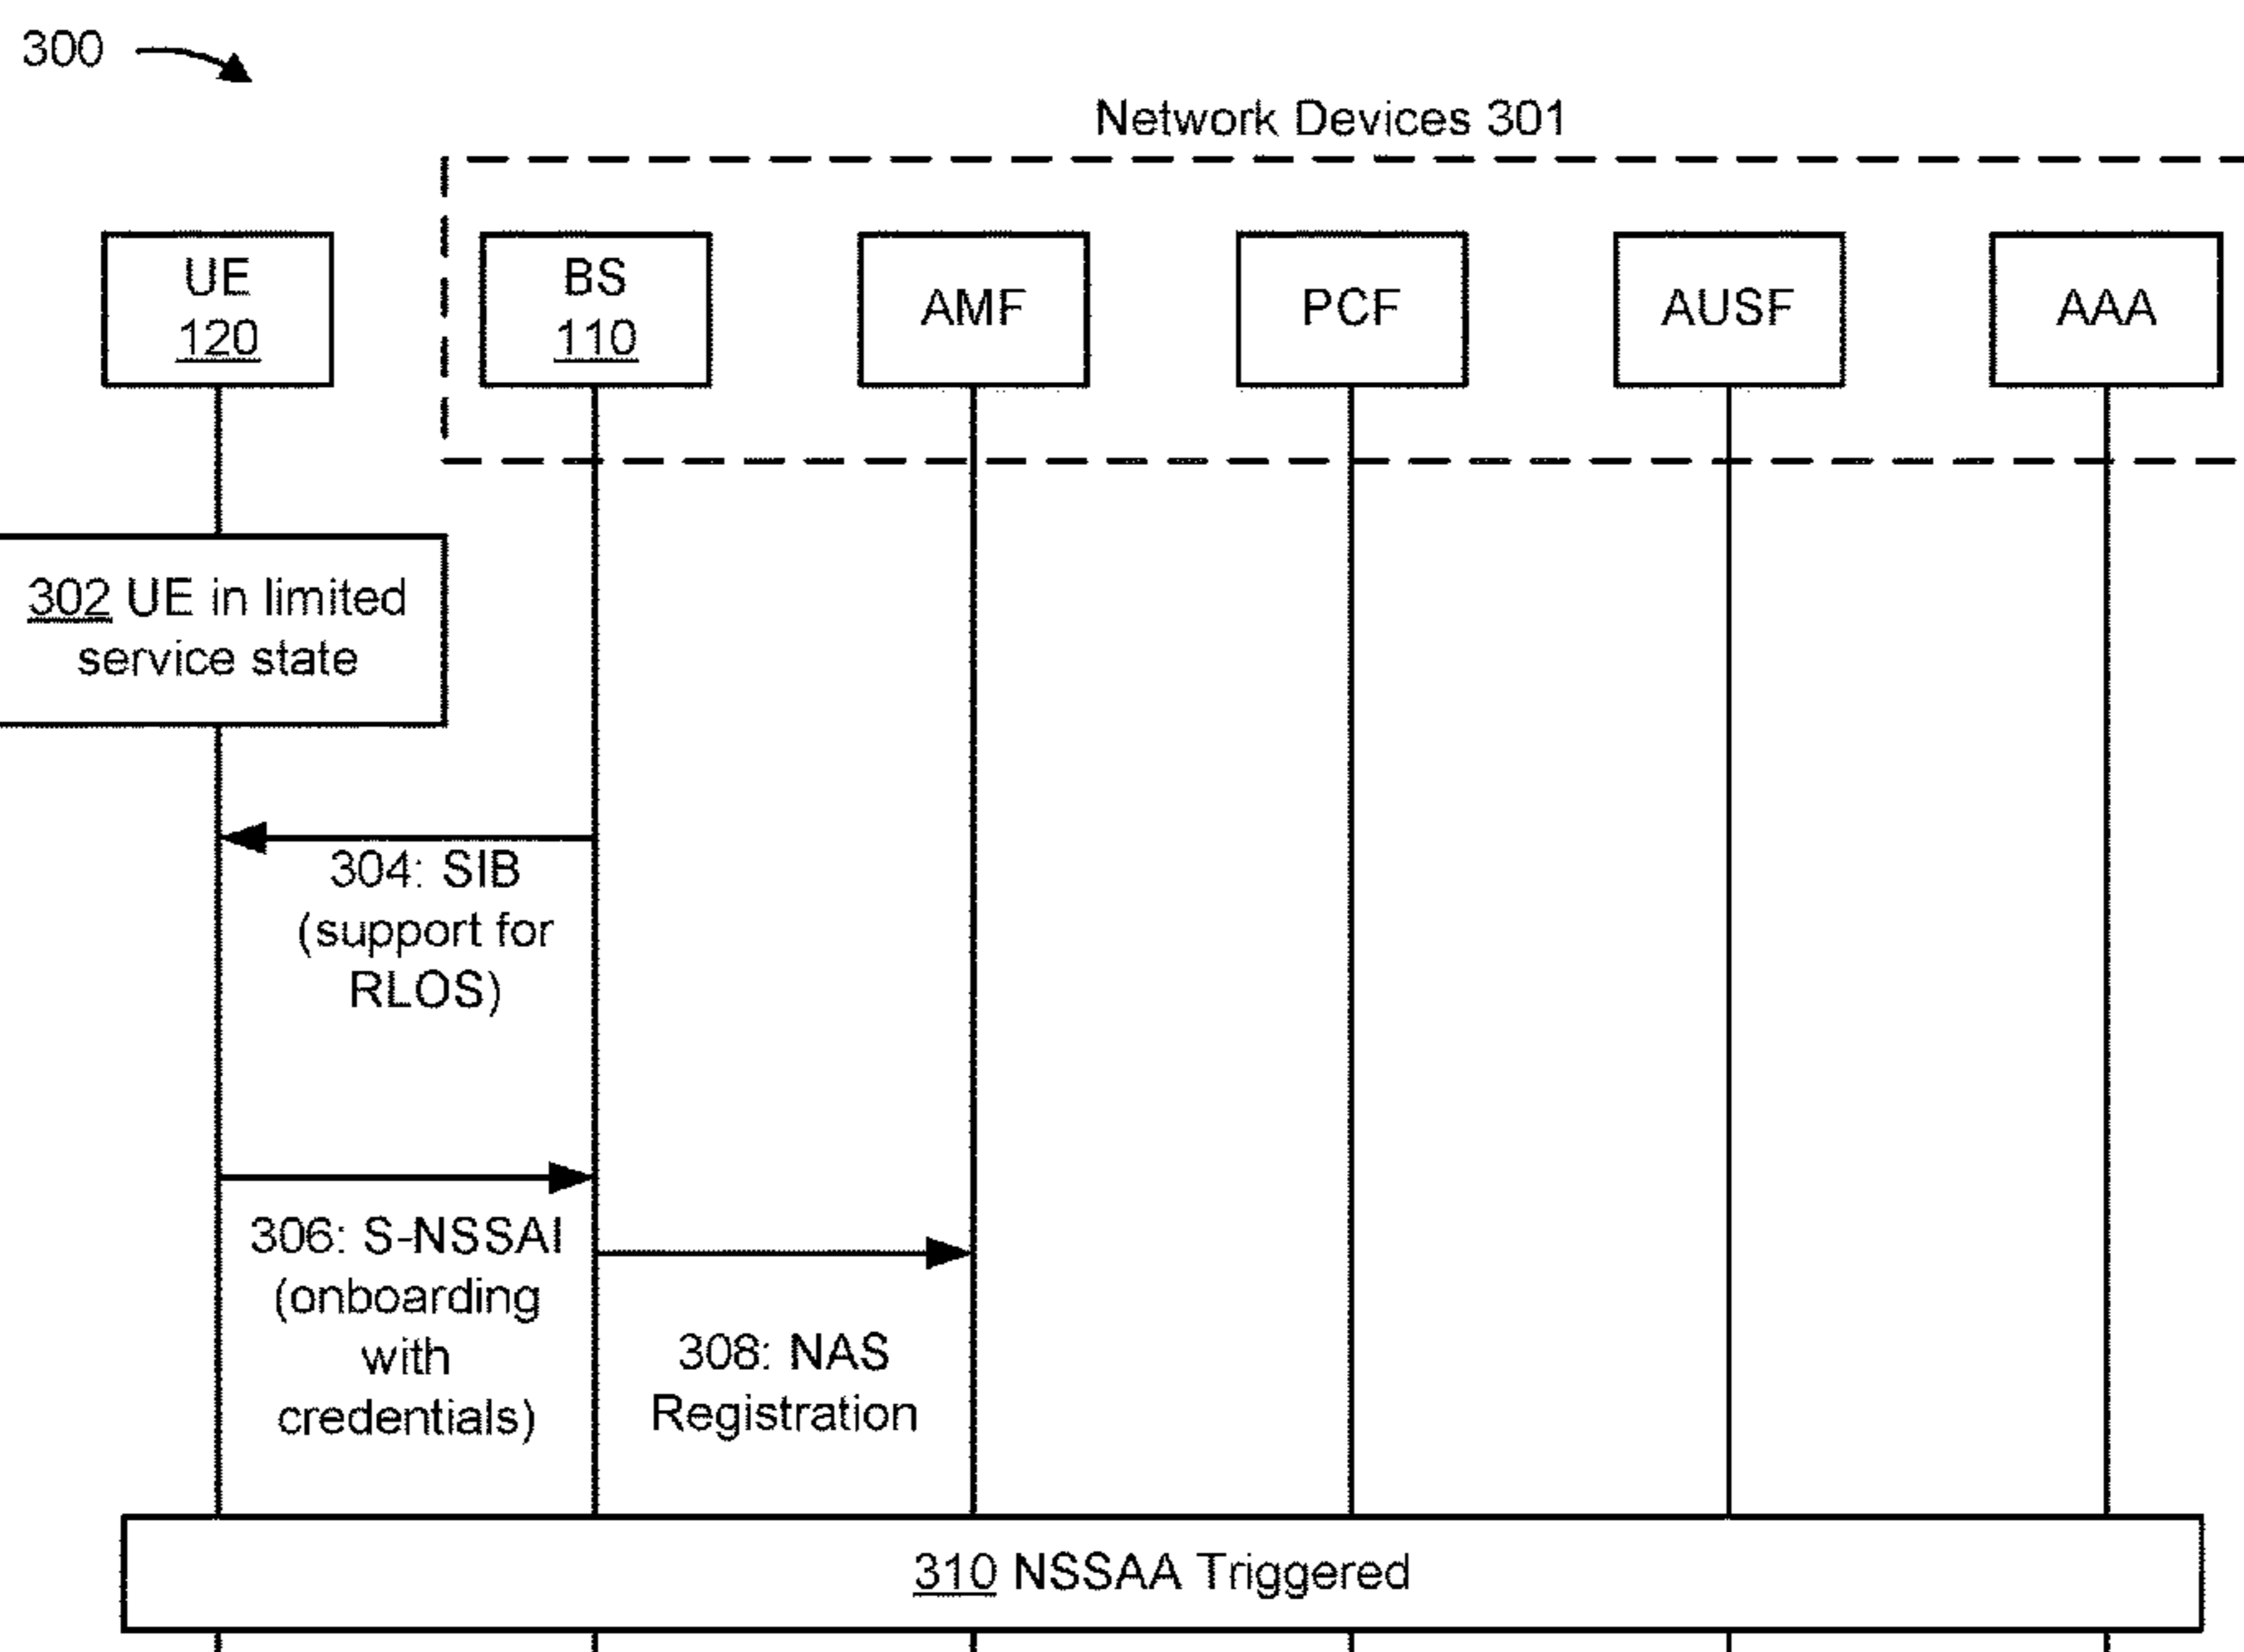 300
Network Devices 301
UE
120
BS
110
AMF
PCF
AUSF
AAA
302 UE in limited
service state
304: SIB
(support for
RLOS)
306: S-NSSAI
(onboarding
with
credentials)
308: NAS
Registration
310 NSSAA Triggered